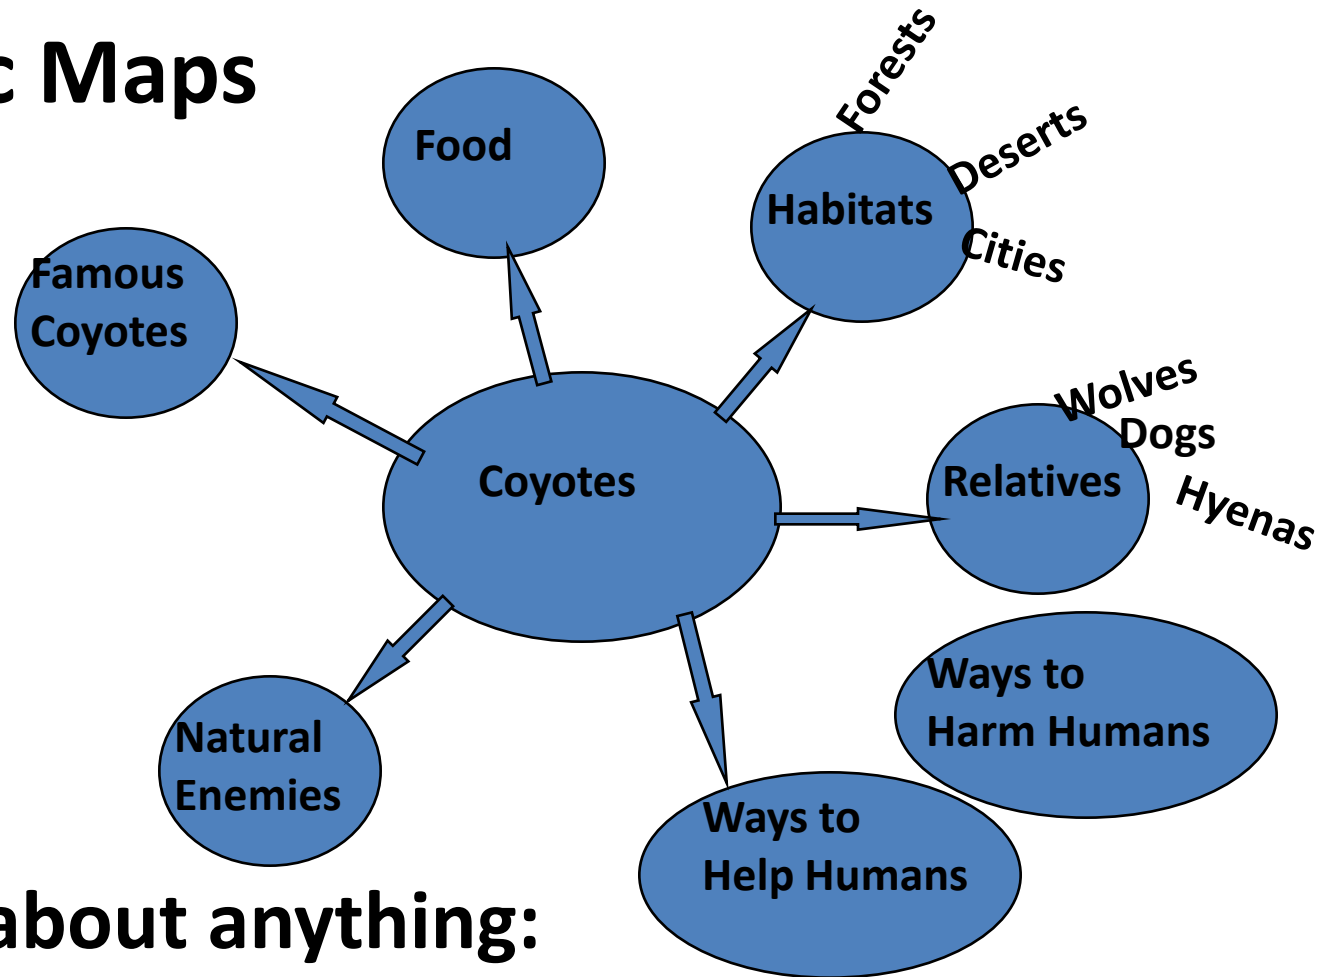 c Maps
Forests
Food
Deserts
Habitats
Cities
Famous
Coyotes
Wolves
Dogs
Coyotes
Relatives
Hyenas
Ways to
Harm Humans
Natural
Enemies
Ways to
Help Humans
about anything: